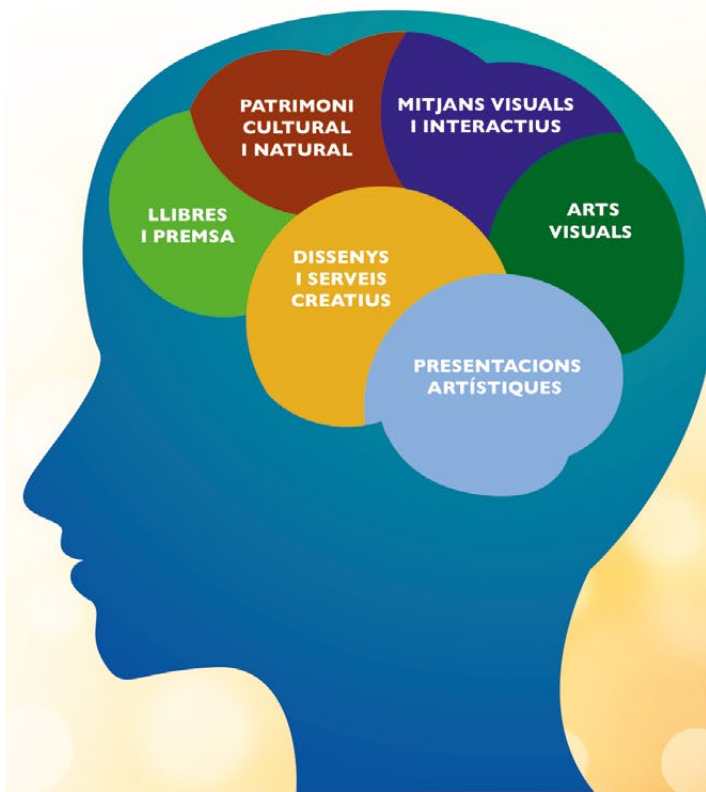 PATRIMONI
CULTURAL
I NATURAL
MITJANS VISUALS
I INTERACTIUS
LLIBRES
I PREMSA
ARTS
VISUALS
DISSENYS
I SERVEIS
CREATIUS
PRESENTACIONS
ARTÍSTIQUES